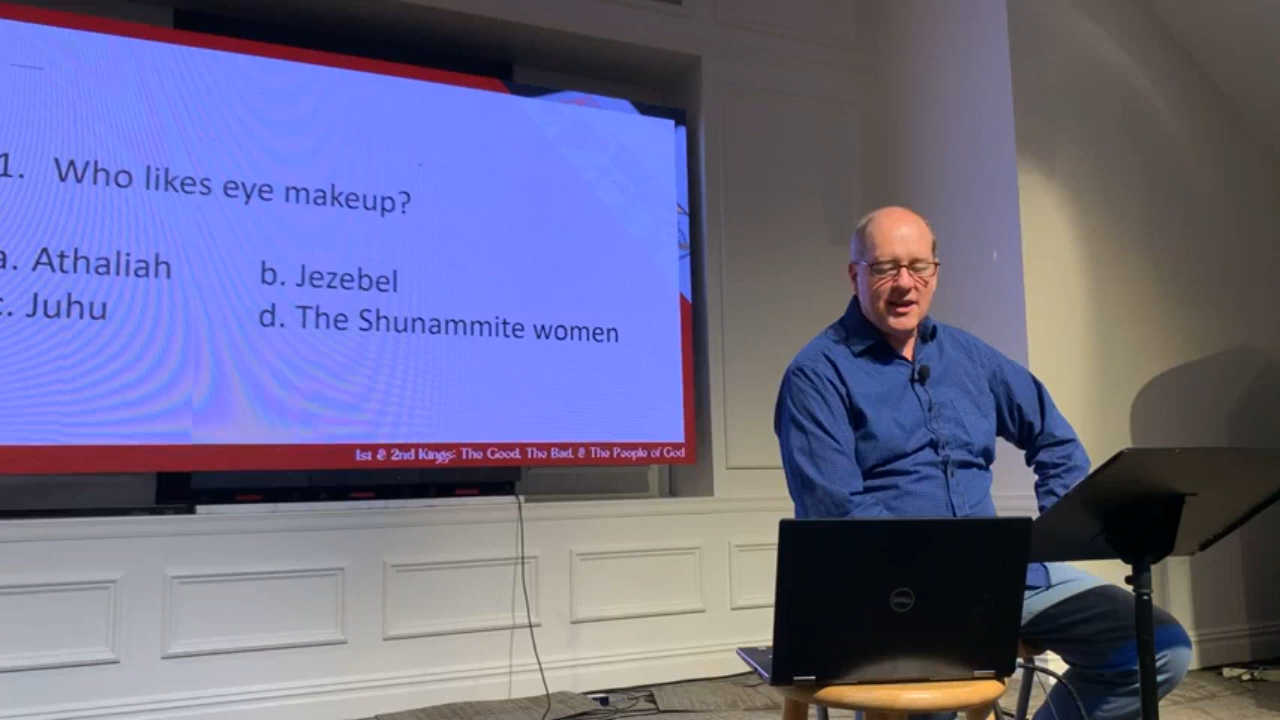 1. Who likes eye makeup?
a. Athaliah b. Jezebel
c. Juhu d. The Shunammite women
1st & 2nd Kings: The Good, The Bad, & The People of God
DELL